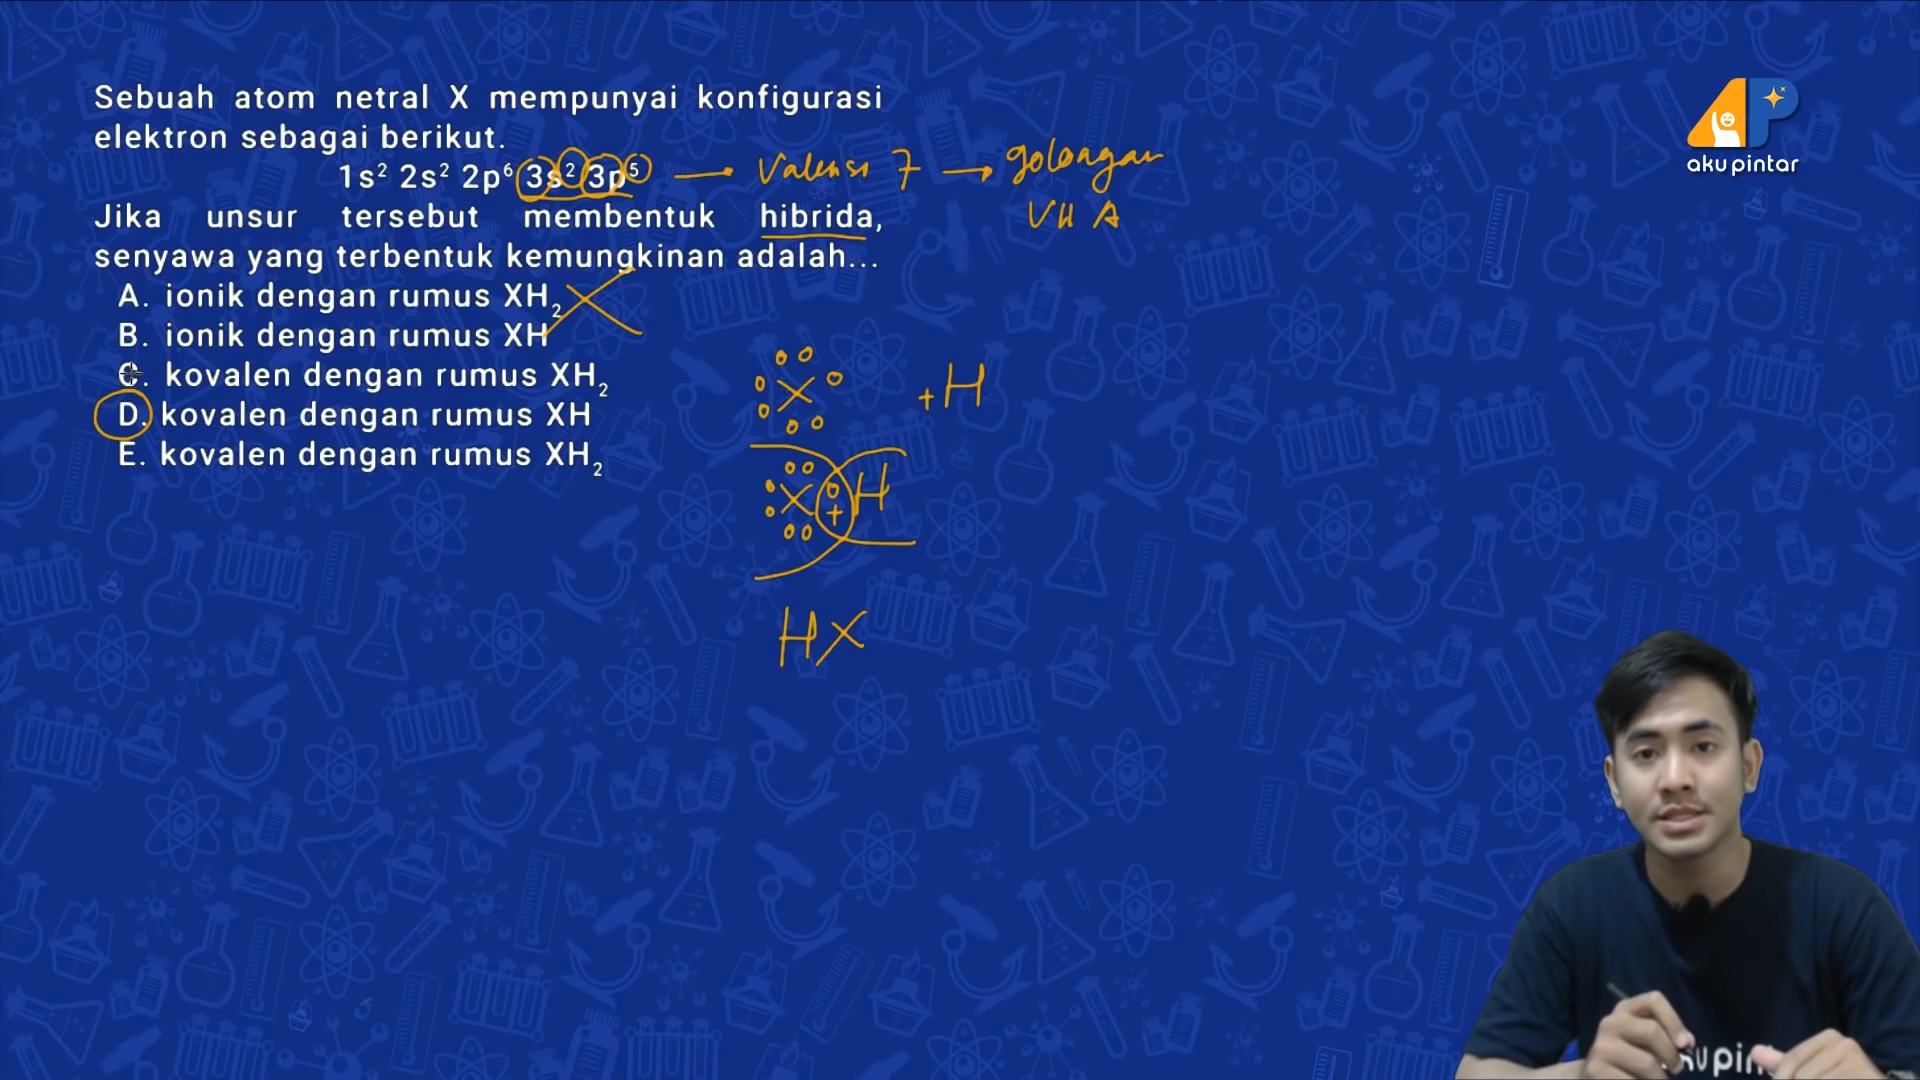 Sebuah atom netral X mempunyai konfigurasi
elektron sebagai berikut.
1s² 2s² 2p⁶ 3s² 3p⁵ → Valensi 7 → golongan
VII A
Jika unsur tersebut membentuk hibrida,
senyawa yang terbentuk kemungkinan adalah...
A. ionik dengan rumus XH₂
B. ionik dengan rumus XH
C. kovalen dengan rumus XH₂
D. kovalen dengan rumus XH
E. kovalen dengan rumus XH₂
X + H
X + H
HX
akupintar
akupin